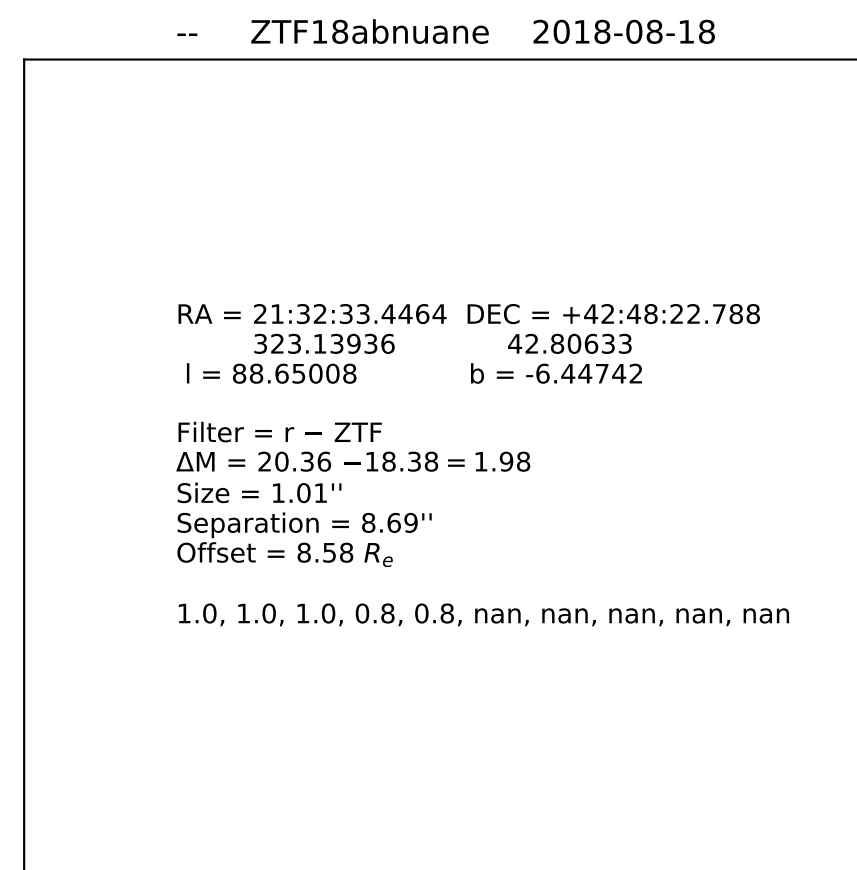 -- ZTF18abnuane 2018-08-18
RA = 21:32:33.4464 DEC = +42:48:22.788
323.13936 42.80633
l = 88.65008 b = -6.44742
Filter = r − ZTF
ΔM = 20.36 −18.38 = 1.98
Size = 1.01''
Separation = 8.69''
Offset = 8.58 Re
1.0, 1.0, 1.0, 0.8, 0.8, nan, nan, nan, nan, nan